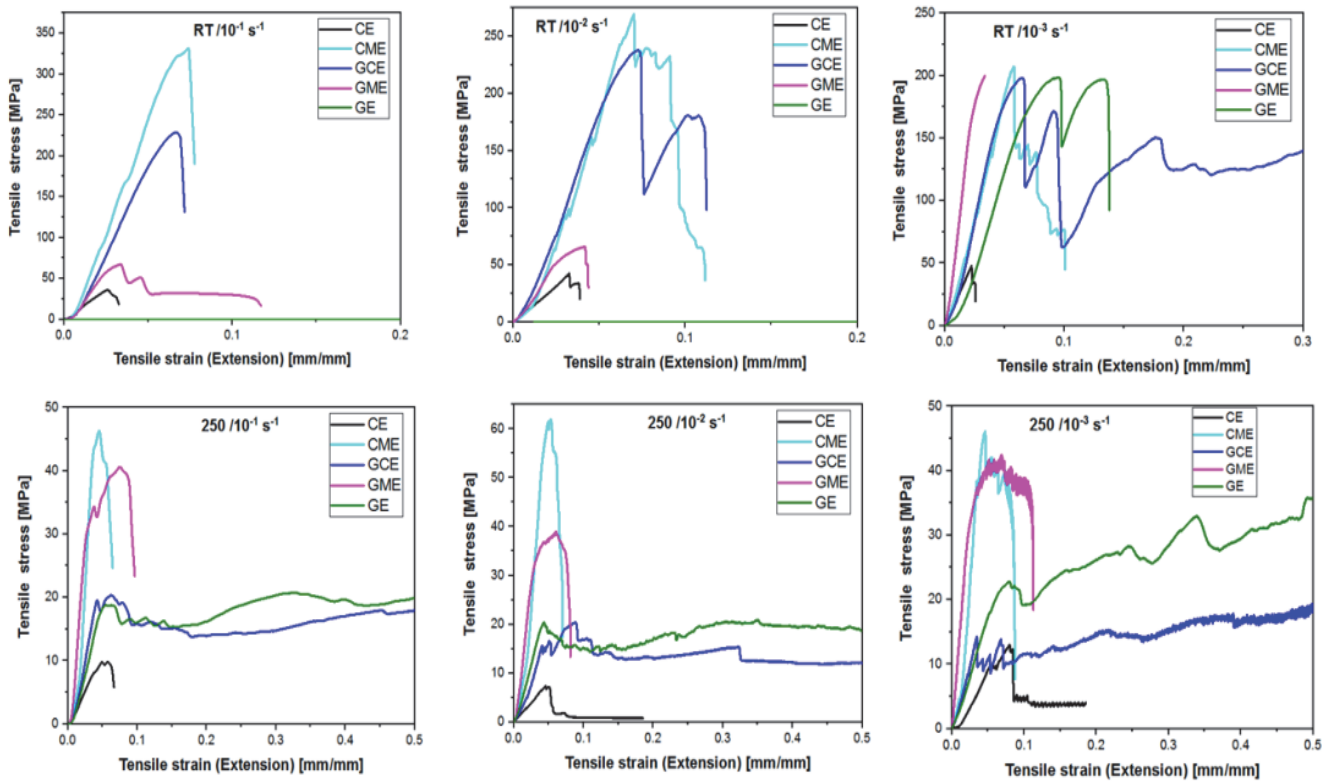 RT /10⁻¹ s⁻¹
CE
CME
GCE
GME
GE
350
300
250
200
150
100
50
0
Tensile stress [MPa]
0.0
0.1
0.2
Tensile strain (Extension) [mm/mm]
RT /10⁻² s⁻¹
CE
CME
GCE
GME
GE
275
250
225
200
175
150
125
100
75
50
25
0
Tensile stress [MPa]
0.0
0.1
0.2
Tensile strain (Extension) [mm/mm]
RT /10⁻³ s⁻¹
CE
CME
GCE
GME
GE
250
200
150
100
50
0
Tensile stress [MPa]
0.0
0.1
0.2
0.3
Tensile strain (Extension) [mm/mm]
250 /10⁻¹ s⁻¹
CE
CME
GCE
GME
GE
50
40
30
20
10
0
Tensile stress [MPa]
0.0
0.1
0.2
0.3
0.4
0.5
Tensile strain (Extension) [mm/mm]
250 /10⁻² s⁻¹
CE
CME
GCE
GME
GE
60
50
40
30
20
10
0
Tensile stress [MPa]
0.0
0.1
0.2
0.3
0.4
0.5
Tensile strain (Extension) [mm/mm]
250 /10⁻³ s⁻¹
CE
CME
GCE
GME
GE
50
40
30
20
10
0
Tensile stress [MPa]
0.0
0.1
0.2
0.3
0.4
0.5
Tensile strain (Extension) [mm/mm]